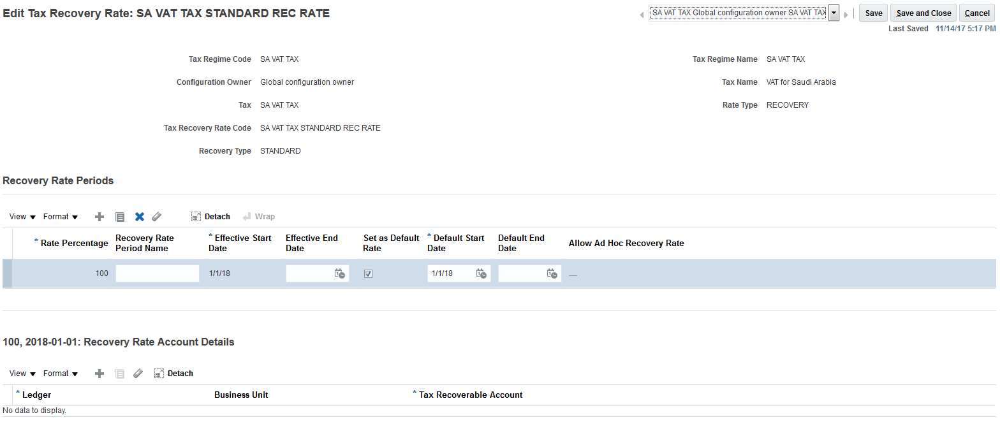 Edit Tax Recovery Rate: SA VAT TAX STANDARD REC RATE
SA VAT TAX Global configuration owner SA VAT TAX
Save
Save and Close
Cancel
Last Saved 11/14/17 5:17 PM
Tax Regime Code SA VAT TAX
Tax Regime Name SA VAT TAX
Configuration Owner Global configuration owner
Tax Name VAT for Saudi Arabia
Tax SA VAT TAX
Rate Type RECOVERY
Tax Recovery Rate Code SA VAT TAX STANDARD REC RATE
Recovery Type STANDARD
Recovery Rate Periods
View Format Detach Wrap
* Rate Percentage
Recovery Rate
Period Name
* Effective Start
Date
Effective End
Date
Set as Default
Rate
* Default Start
Date
Default End
Date
Allow Ad Hoc Recovery Rate
100 1/1/18 1/1/18 —
100, 2018-01-01: Recovery Rate Account Details
View Format Detach
* Ledger Business Unit * Tax Recoverable Account
No data to display.